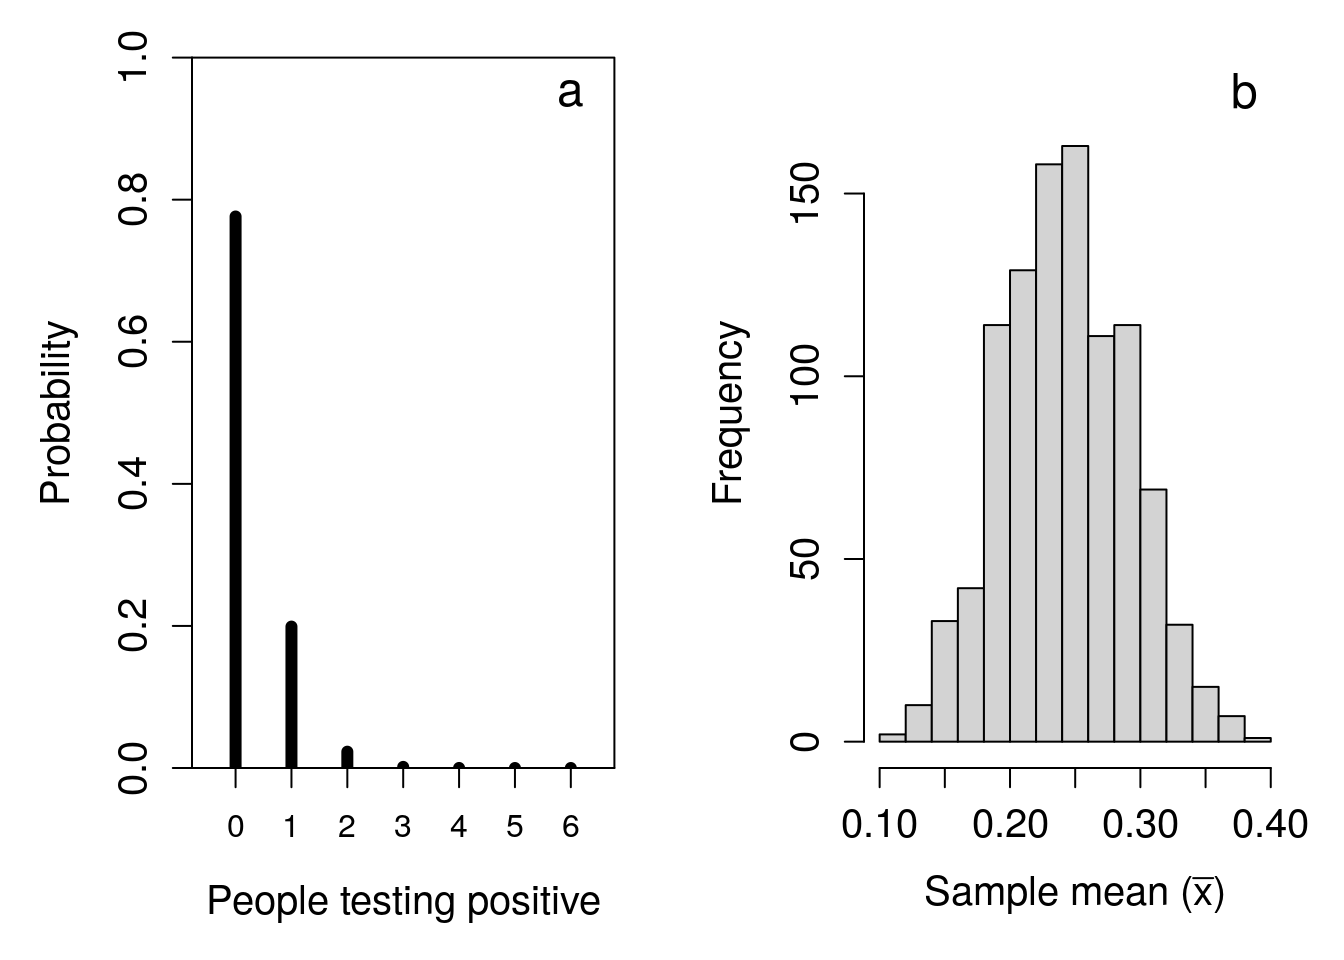 a
1.0
0.8
0.6
0.4
0.2
0.0
Probability
0 1 2 3 4 5 6
People testing positive
b
150
100
50
0
Frequency
0.10 0.20 0.30 0.40
Sample mean (x̅)